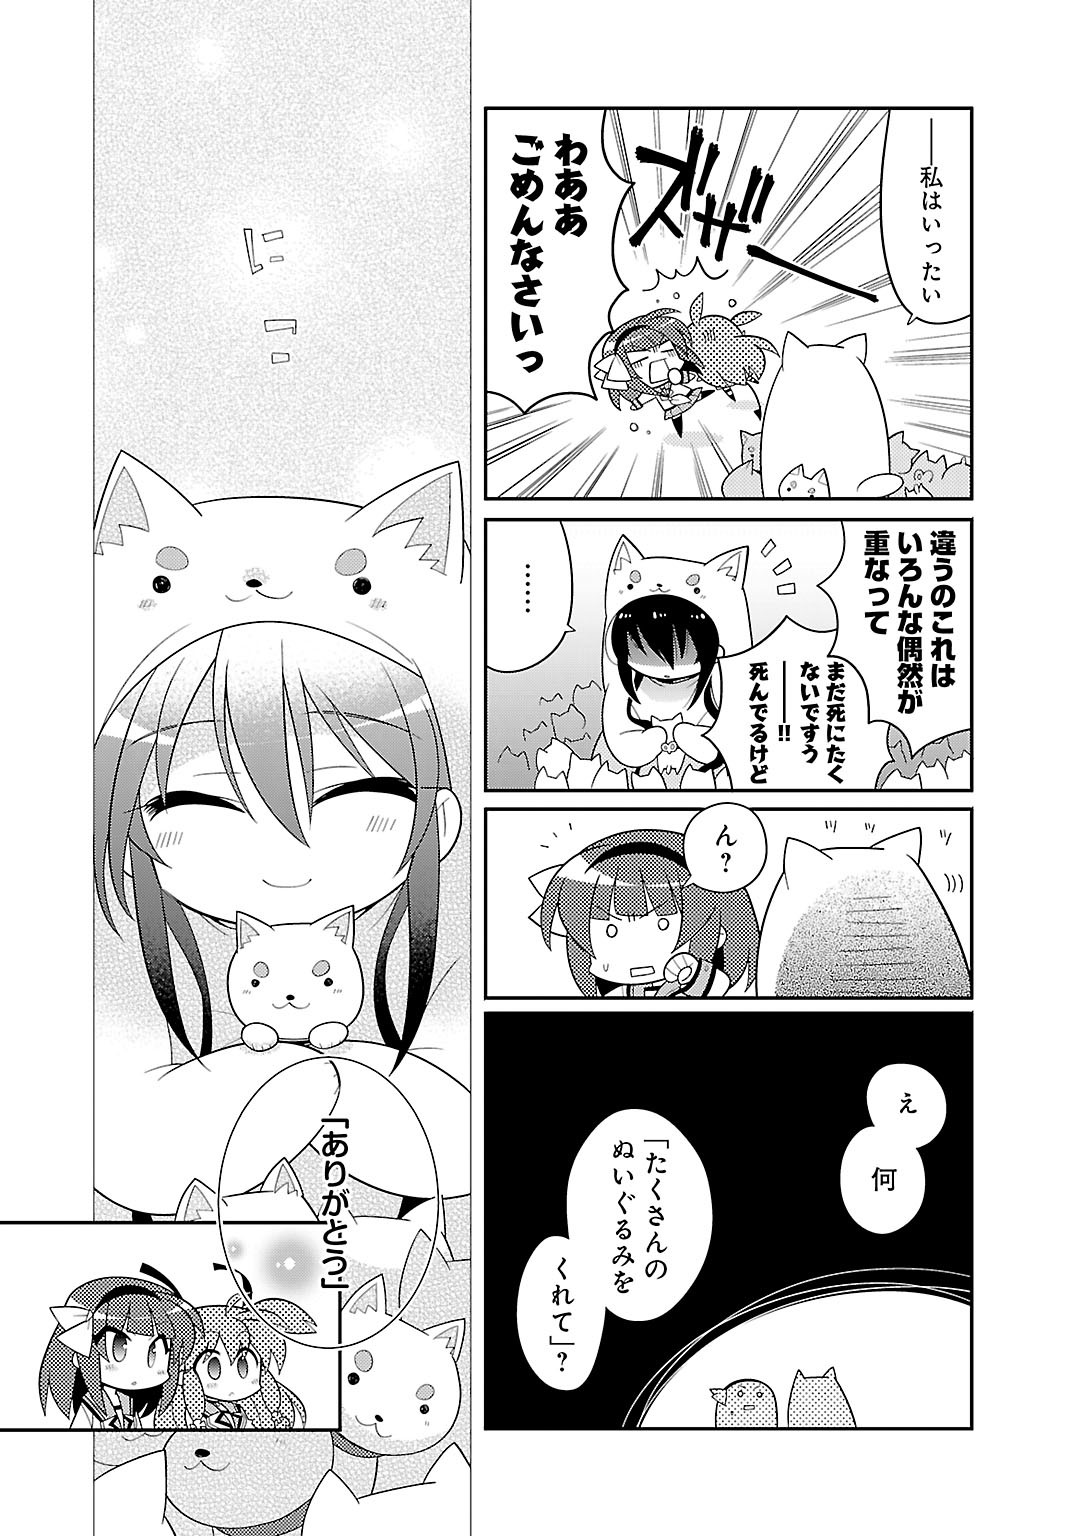 ――私はいったい
ズザーー
わあぁ
ごめんなさいっ
違うのこれは
いろんな偶然が
重なって
まだ死にたく
ないですう
――!!
死んでるけど
……
ん?
え
何
「たくさんの
ぬいぐるみを
くれて」?
にこっ
「ありがとう」